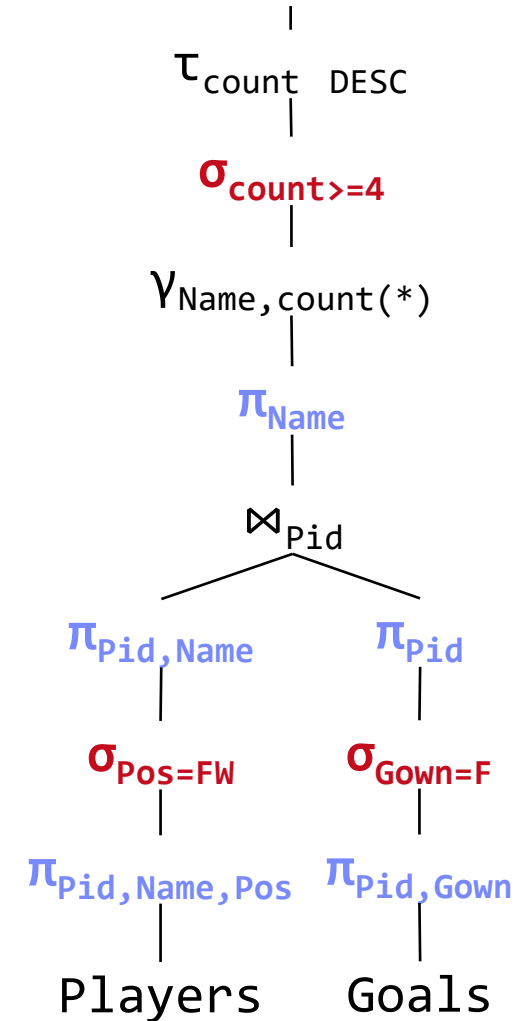 τcount DESC
σcount>=4
γName,count(*)
πName
⋈Pid
πPid,Name πPid
σPos=FW σGown=F
πPid,Name,Pos πPid,Gown
Players Goals